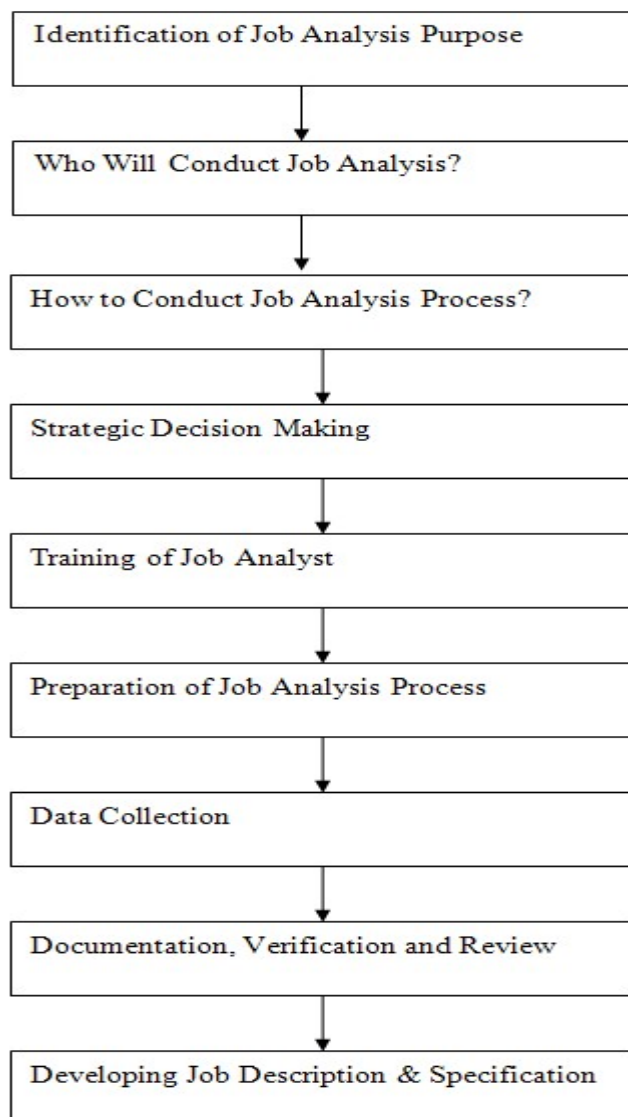 Identification of Job Analysis Purpose
Who Will Conduct Job Analysis?
How to Conduct Job Analysis Process?
Strategic Decision Making
Training of Job Analyst
Preparation of Job Analysis Process
Data Collection
Documentation, Verification and Review
Developing Job Description & Specification